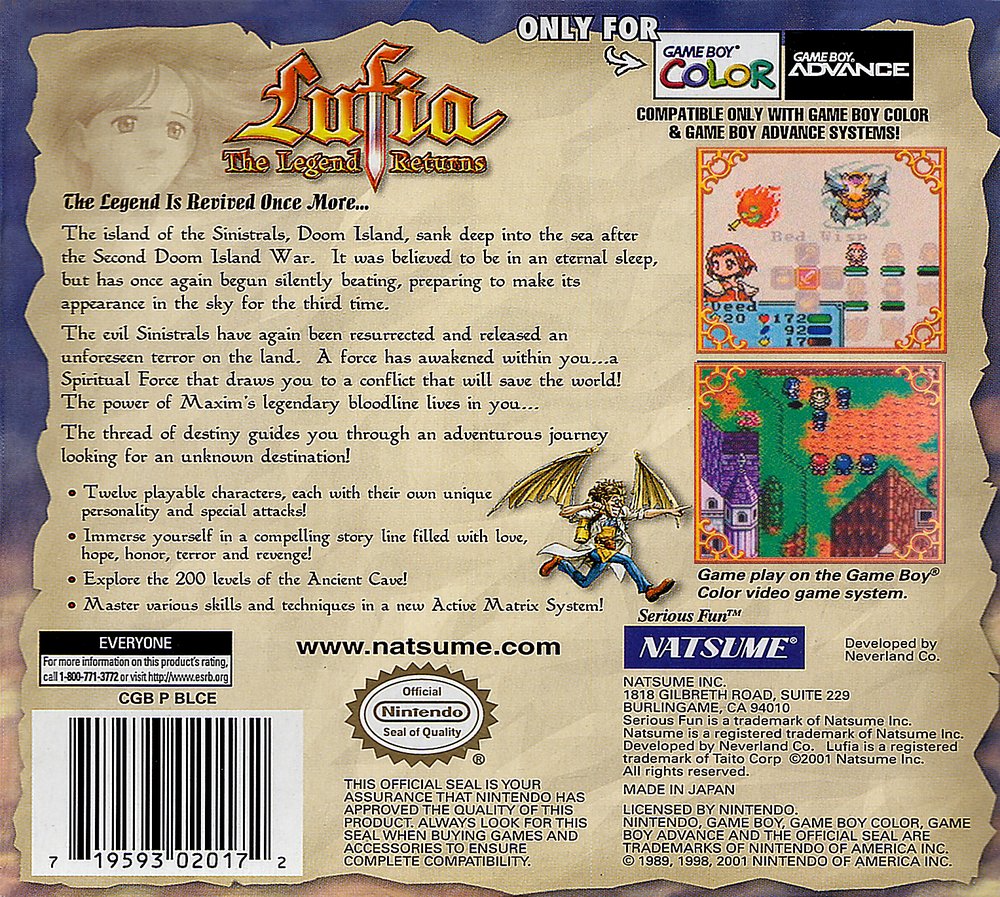 ONLY FOR
GAME BOY
COLOR
GAME BOY
ADVANCE
COMPATIBLE ONLY WITH GAME BOY COLOR
& GAME BOY ADVANCE SYSTEMS!
Lufia
The Legend Returns
The Legend Is Revived Once More...
The island of the Sinistrals, Doom Island, sank deep into the sea after
the Second Doom Island War. It was believed to be in an eternal sleep,
but has once again begun silently beating, preparing to make its
appearance in the sky for the third time.
The evil Sinistrals have again been resurrected and released an
unforeseen terror on the land. A force has awakened within you...a
Spiritual Force that draws you to a conflict that will save the world!
The power of Maxim's legendary bloodline lives in you...
The thread of destiny guides you through an adventurous journey
looking for an unknown destination!
• Twelve playable characters, each with their own unique
personality and special attacks!
• Immerse yourself in a compelling story line filled with love,
hope, honor, terror and revenge!
• Explore the 200 levels of the Ancient Cave!
• Master various skills and techniques in a new Active Matrix System!
Red
Deed
20 172
92
17
Game play on the Game Boy®
Color video game system.
EVERYONE
For more information on this product's rating,
call 1-800-771-3772 or visit http://www.esrb.org
CGB P BLCE
7 19593 02017 2
www.natsume.com
Official
Nintendo
Seal of Quality
®
THIS OFFICIAL SEAL IS YOUR
ASSURANCE THAT NINTENDO HAS
APPROVED THE QUALITY OF THIS
PRODUCT. ALWAYS LOOK FOR THIS
SEAL WHEN BUYING GAMES AND
ACCESSORIES TO ENSURE
COMPLETE COMPATIBILITY.
Serious Fun™
NATSUME®
Developed by
Neverland Co.
NATSUME INC.
1818 GILBRETH ROAD, SUITE 229
BURLINGAME, CA 94010
Serious Fun is a trademark of Natsume Inc.
Natsume is a registered trademark of Natsume Inc.
Developed by Neverland Co. Lufia is a registered
trademark of Taito Corp ©2001 Natsume Inc.
All rights reserved.
MADE IN JAPAN
LICENSED BY NINTENDO.
NINTENDO, GAME BOY, GAME BOY COLOR, GAME
BOY ADVANCE AND THE OFFICIAL SEAL ARE
TRADEMARKS OF NINTENDO OF AMERICA INC.
© 1989, 1998, 2001 NINTENDO OF AMERICA INC.